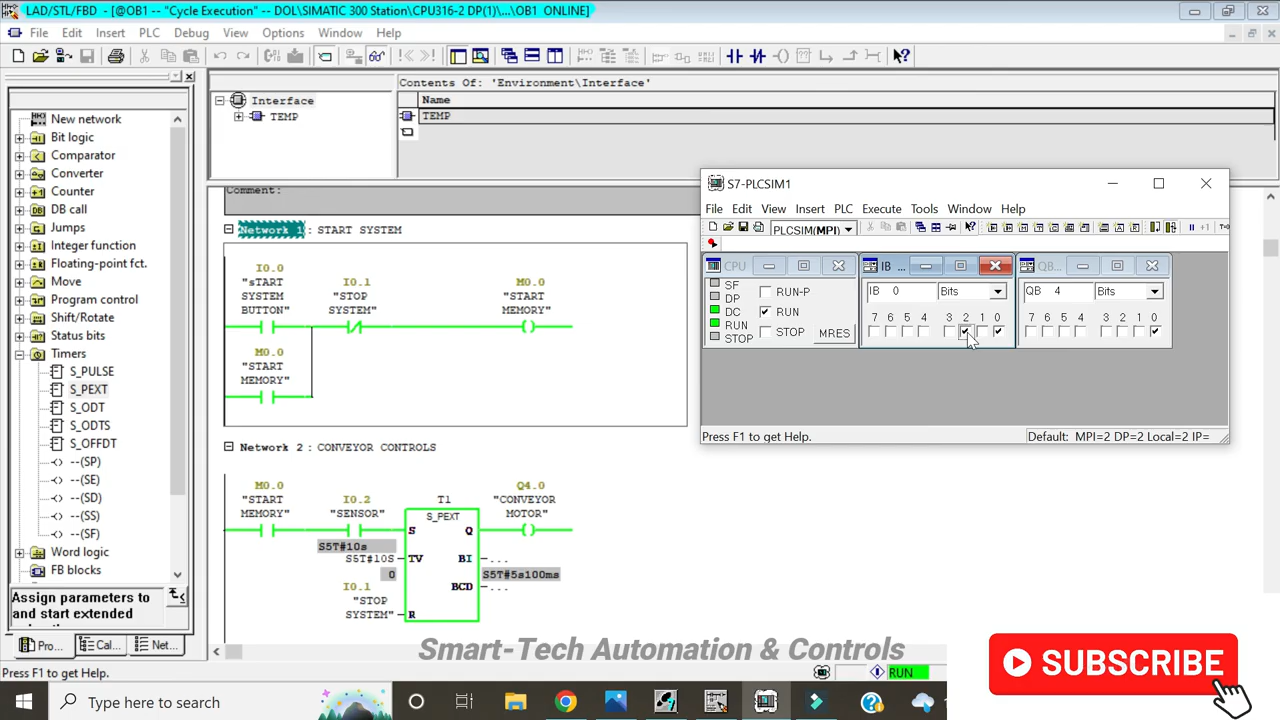 LAD/STL/FBD - [@OB1 -- "Cycle Execution" -- DOL\SIMATIC 300 Station\CPU316-2 DP(1)\...\OB1 ONLINE]
File Edit Insert PLC Debug View Options Window Help
New network
Bit logic
Comparator
Converter
Counter
DB call
Jumps
Integer function
Floating-point fct.
Move
Program control
Shift/Rotate
Status bits
Timers
S_PULSE
S_PEXT
S_ODT
S_ODTS
S_OFFDT
--(SP)
--(SE)
--(SD)
--(SS)
--(SF)
Word logic
FB blocks
Assign parameters to
and start extended
Pro... Cal... Net...
Press F1 to get Help.
Interface
TEMP
Contents Of: 'Environment\Interface'
Name
TEMP
Comment:
Network 1 : START SYSTEM
I0.0
"sTART
SYSTEM
BUTTON"
I0.1
"STOP
SYSTEM"
M0.0
"START
MEMORY"
M0.0
"START
MEMORY"
Network 2 : CONVEYOR CONTROLS
M0.0
"START
MEMORY"
I0.2
"SENSOR"
T1
S_PEXT
S Q
TV BI
BCD
R
Q4.0
"CONVEYOR
MOTOR"
S5T#10s
S5T#10S
0
...
S5T#5s100ms
...
I0.1
"STOP
SYSTEM"
S7-PLCSIM1
File Edit View Insert PLC Execute Tools Window Help
PLCSIM(MPI)
CPU
SF
DP
DC
RUN
STOP
RUN-P
RUN
STOP
MRES
IB ...
IB 0 Bits
7 6 5 4 3 2 1 0
QB...
QB 4 Bits
7 6 5 4 3 2 1 0
Press F1 to get Help.
Default: MPI=2 DP=2 Local=2 IP=
RUN
Smart-Tech Automation & Controls
SUBSCRIBE
Type here to search